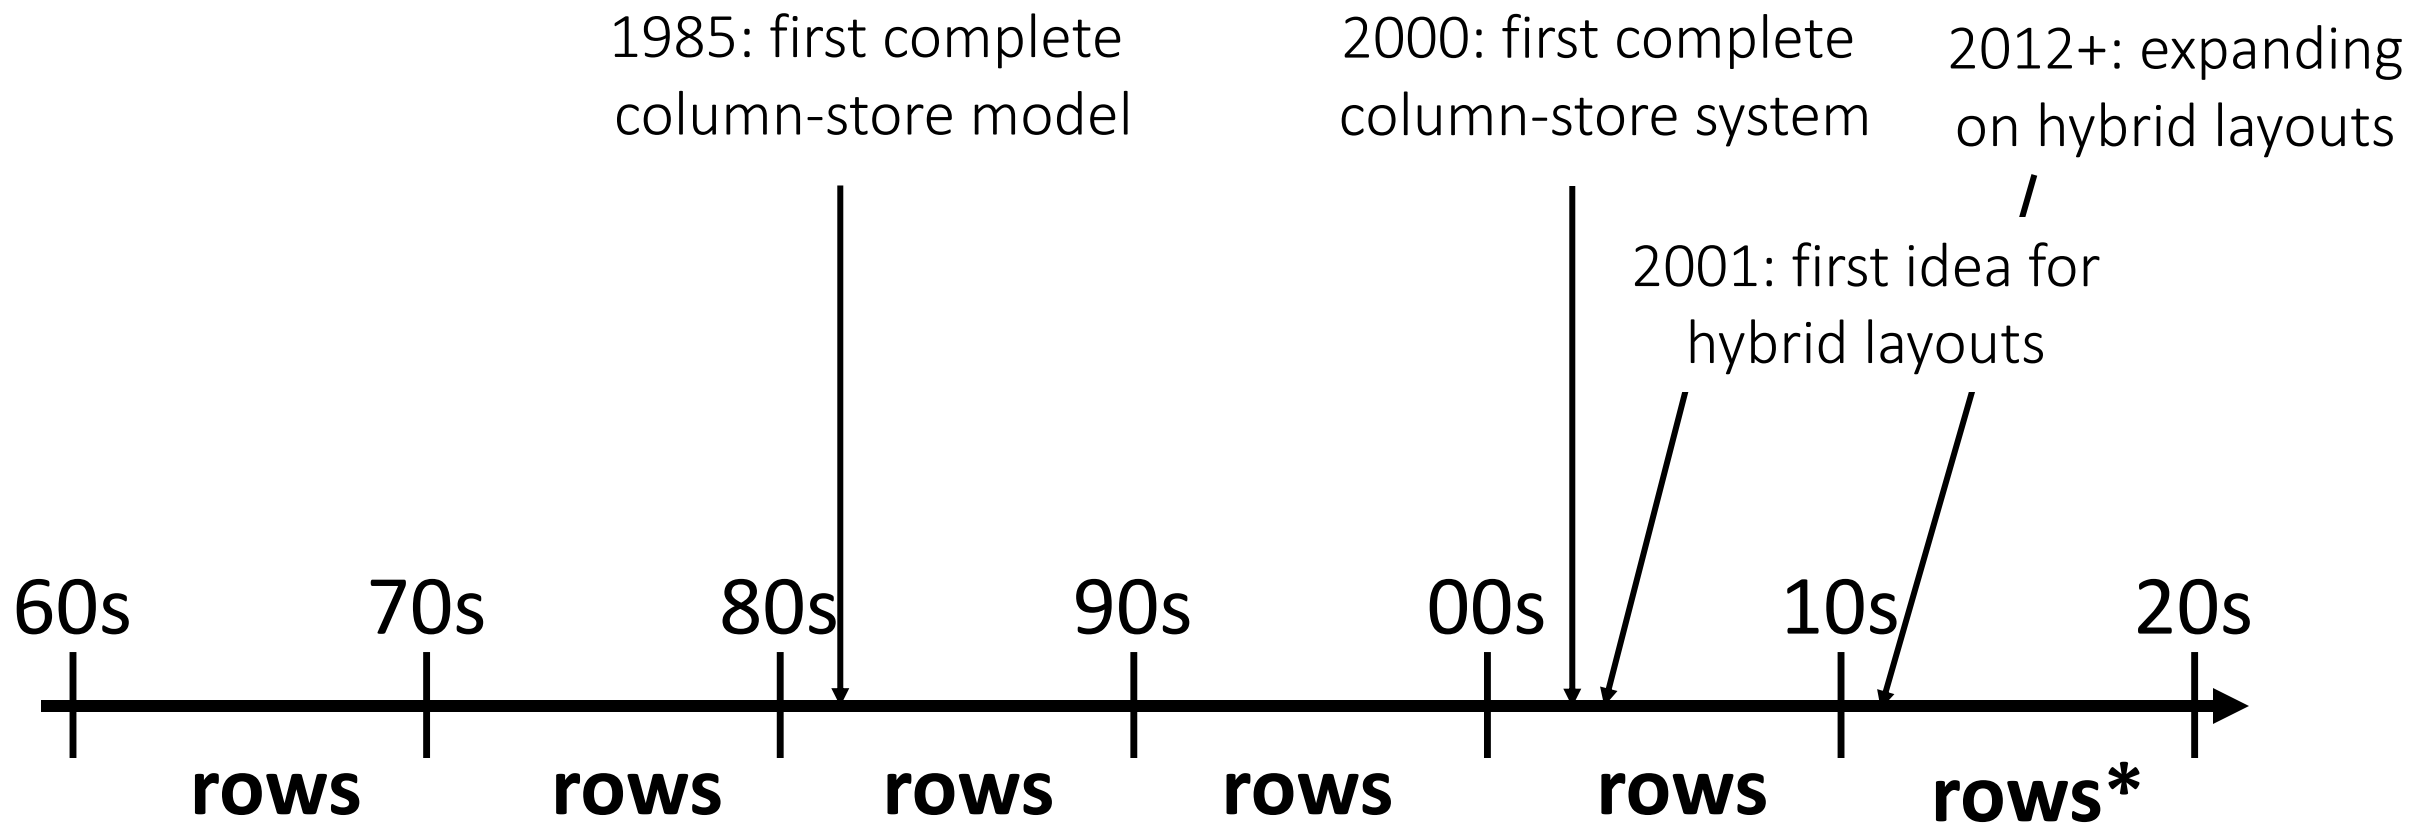 1985: first complete
column-store model
2000: first complete
column-store system
2012+: expanding
on hybrid layouts
2001: first idea for
hybrid layouts
60s 70s 80s 90s 00s 10s 20s
rows rows rows rows rows rows*